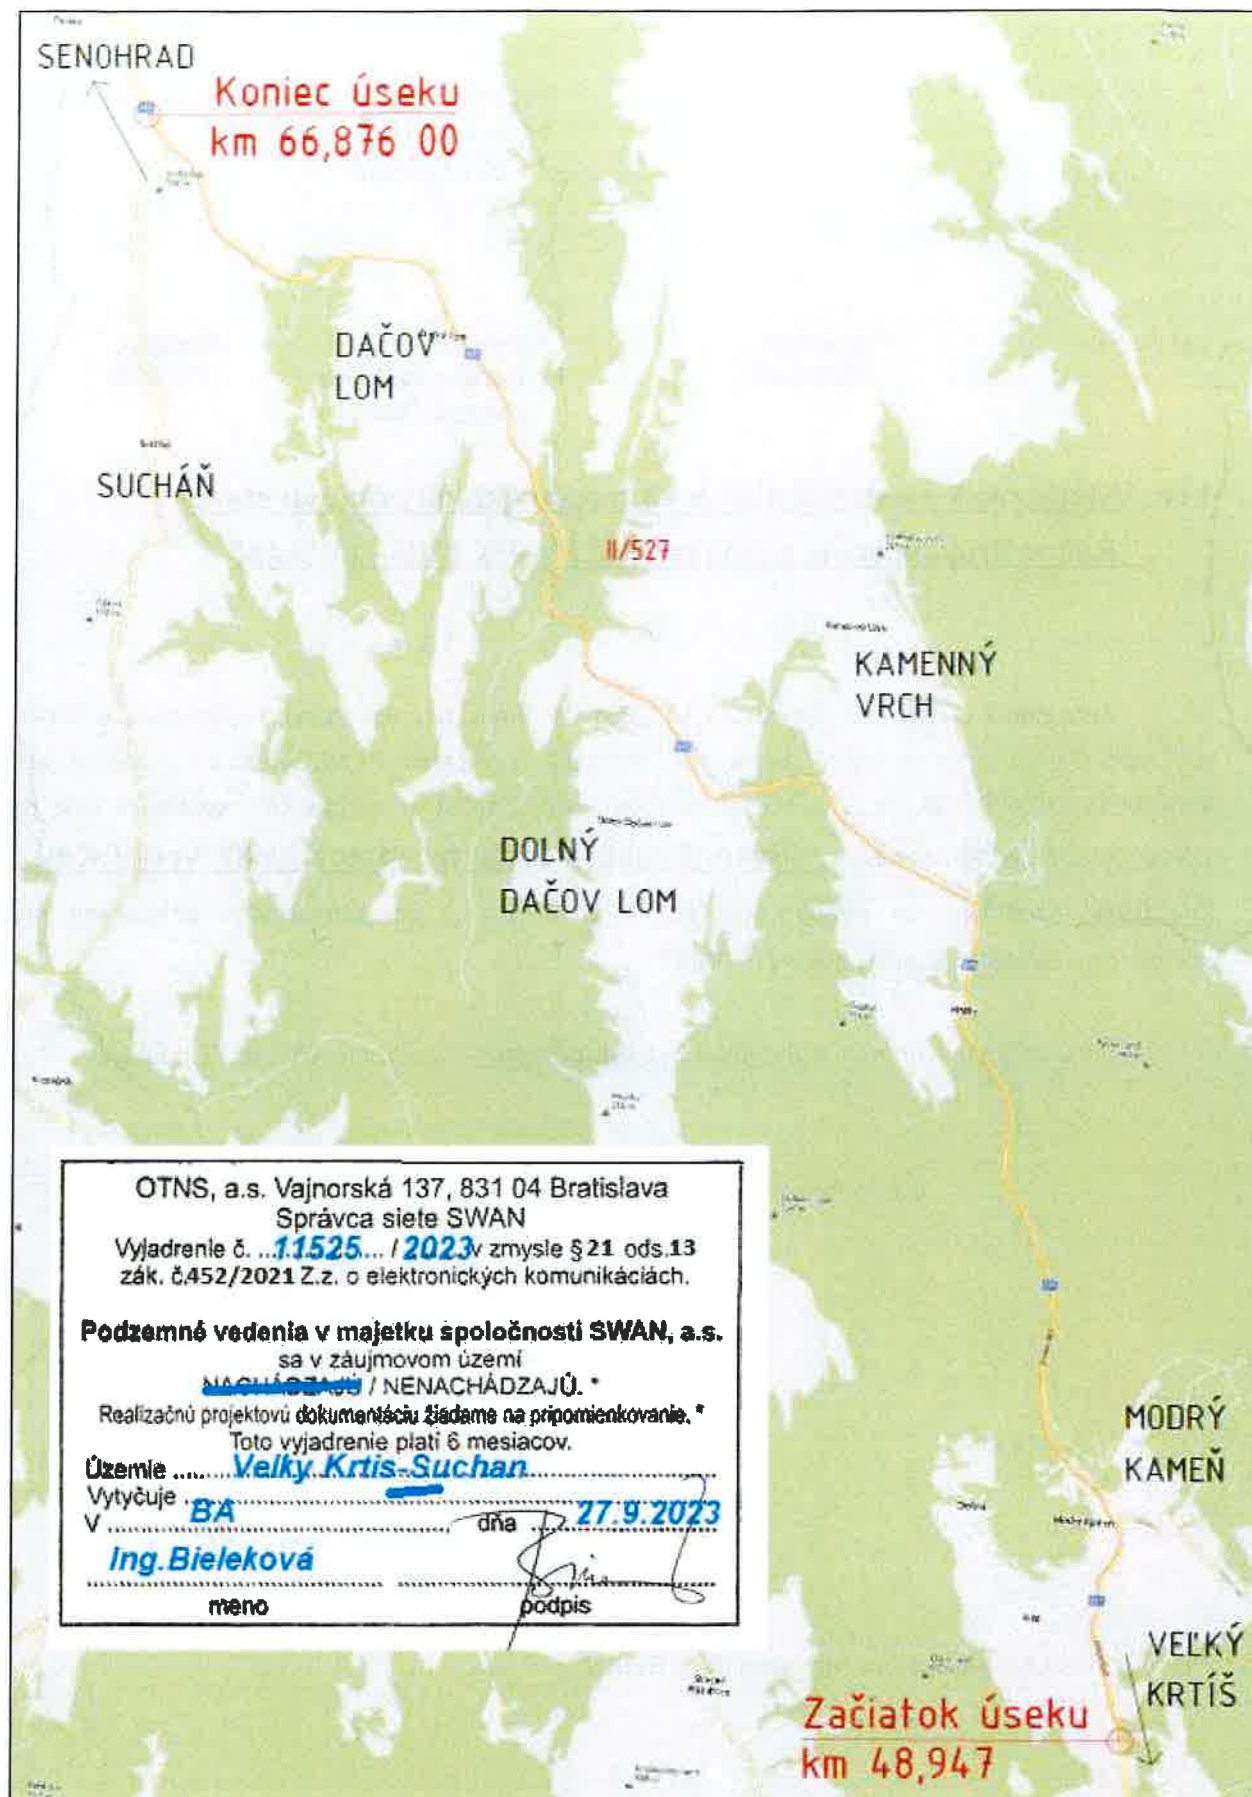 SENOHRAD
Koniec úseku
km 66,876 00
DAČOV
LOM
SUCHÁŇ
II/527
KAMENNÝ
VRCH
DOLNÝ
DAČOV LOM
OTNS, a.s. Vajnorská 137, 831 04 Bratislava
Správca siete SWAN
Vyjadrenie č. ...11525... / 2023 v zmysle § 21 ods.13
zák. č.452/2021 Z.z. o elektronických komunikáciách.
Podzemné vedenia v majetku spoločnosti SWAN, a.s.
sa v záujmovom území
NACHÁDZAJÚ / NENACHÁDZAJÚ. *
Realizačnú projektovú dokumentáciu žiadame na pripomienkovanie. *
Toto vyjadrenie platí 6 mesiacov.
Územie ..... Velky Krtis-Suchan
Vytyčuje
V BA dňa 27.9.2023
Ing.Bieleková
meno podpis
MODRÝ
KAMEŇ
VEĽKÝ
KRTÍŠ
Začiatok úseku
km 48,947